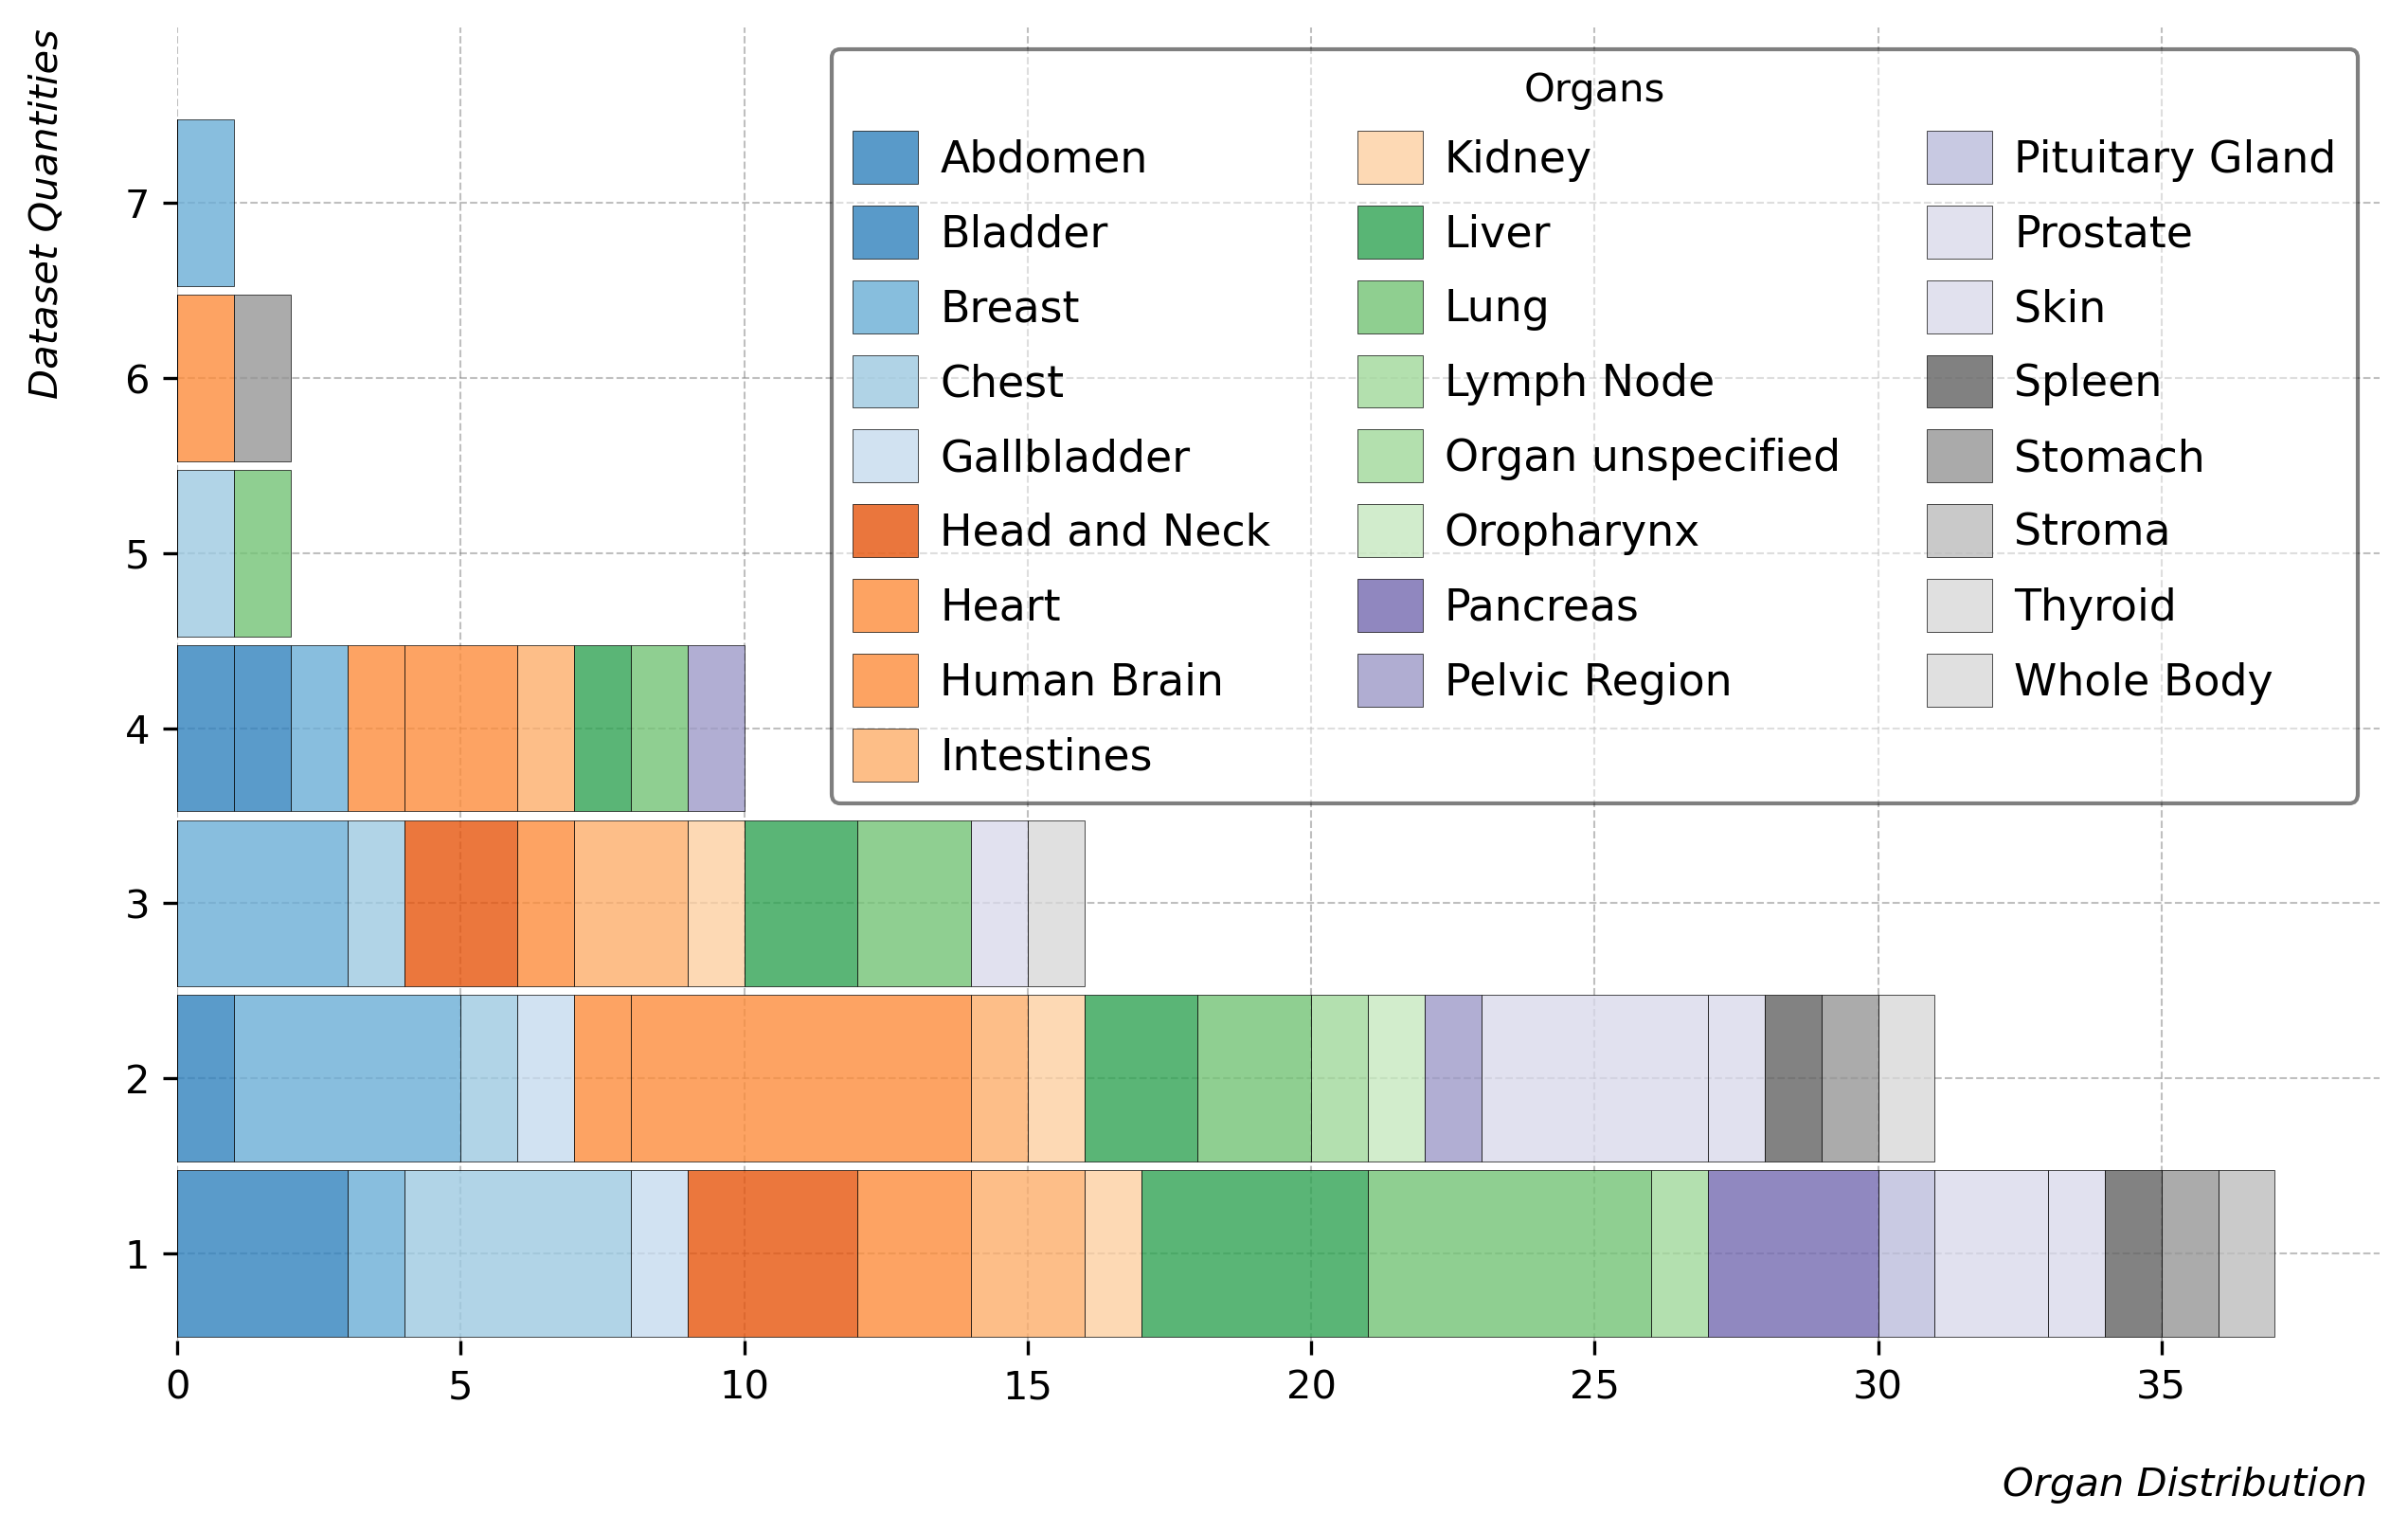 Dataset Quantities
7
6
5
4
3
2
1
Organs
Abdomen
Bladder
Breast
Chest
Gallbladder
Head and Neck
Heart
Human Brain
Intestines
Kidney
Liver
Lung
Lymph Node
Organ unspecified
Oropharynx
Pancreas
Pelvic Region
Pituitary Gland
Prostate
Skin
Spleen
Stomach
Stroma
Thyroid
Whole Body
0 5 10 15 20 25 30 35
Organ Distribution